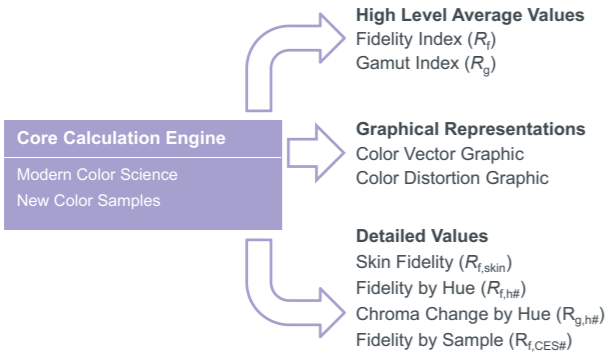 High Level Average Values
Fidelity Index (Rf)
Gamut Index (Rg)
Core Calculation Engine
Modern Color Science
New Color Samples
Graphical Representations
Color Vector Graphic
Color Distortion Graphic
Detailed Values
Skin Fidelity (Rf,skin)
Fidelity by Hue (Rf,h#)
Chroma Change by Hue (Rg,h#)
Fidelity by Sample (Rf,CES#)